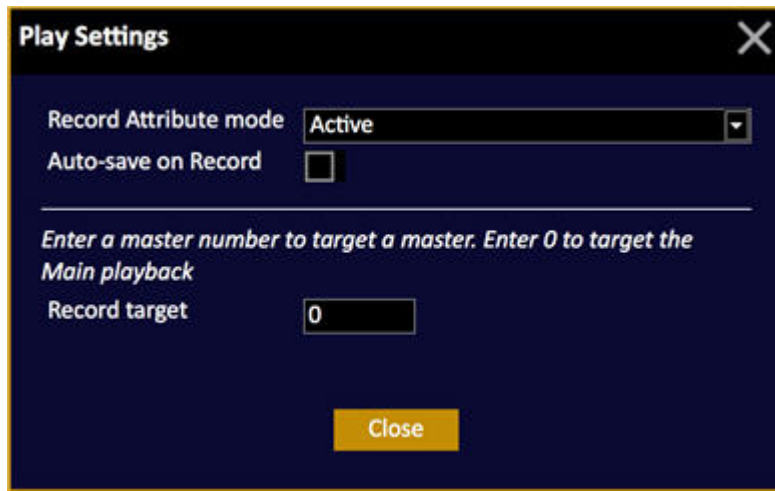 Play Settings
Record Attribute mode Active
Auto-save on Record
Enter a master number to target a master. Enter 0 to target the
Main playback
Record target 0
Close